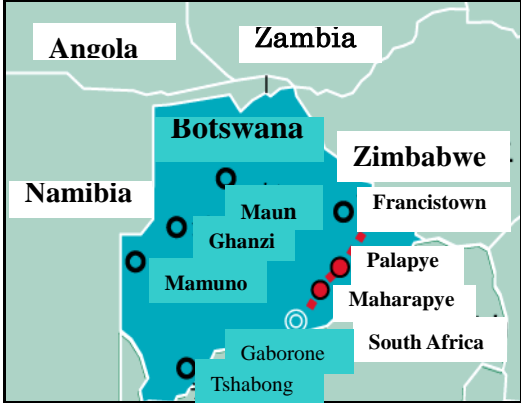 Zambia
Angola
Botswana
Zimbabwe
Namibia
Francistown
Maun
Ghanzi
Palapye
Mamuno
Maharapye
South Africa
Gaborone
Tshabong